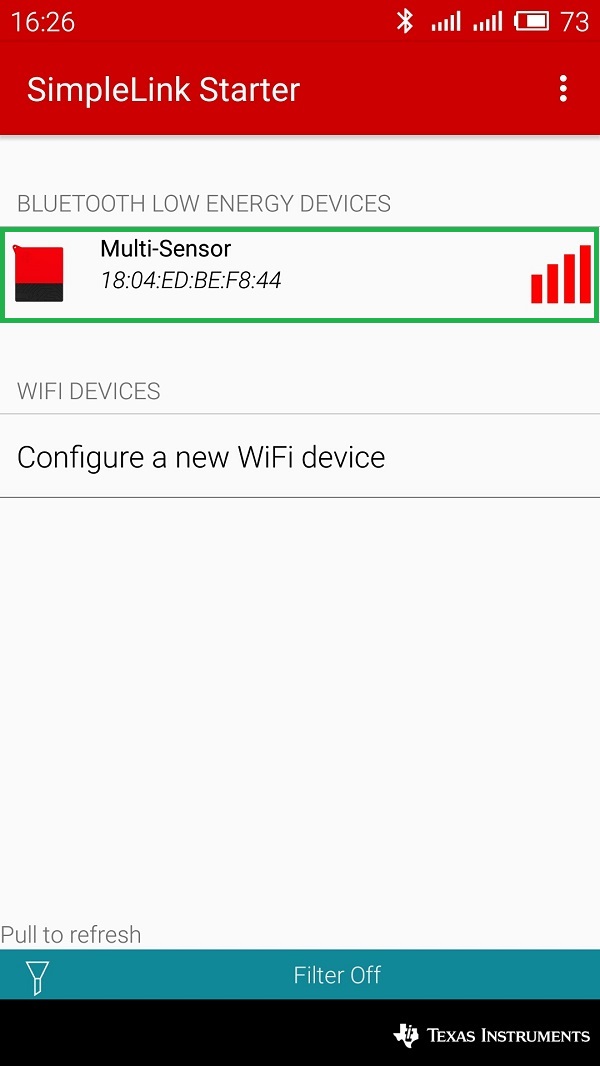 16:26
73
SimpleLink Starter
BLUETOOTH LOW ENERGY DEVICES
Multi-Sensor
18:04:ED:BE:F8:44
WIFI DEVICES
Configure a new WiFi device
Pull to refresh
Filter Off
TEXAS INSTRUMENTS